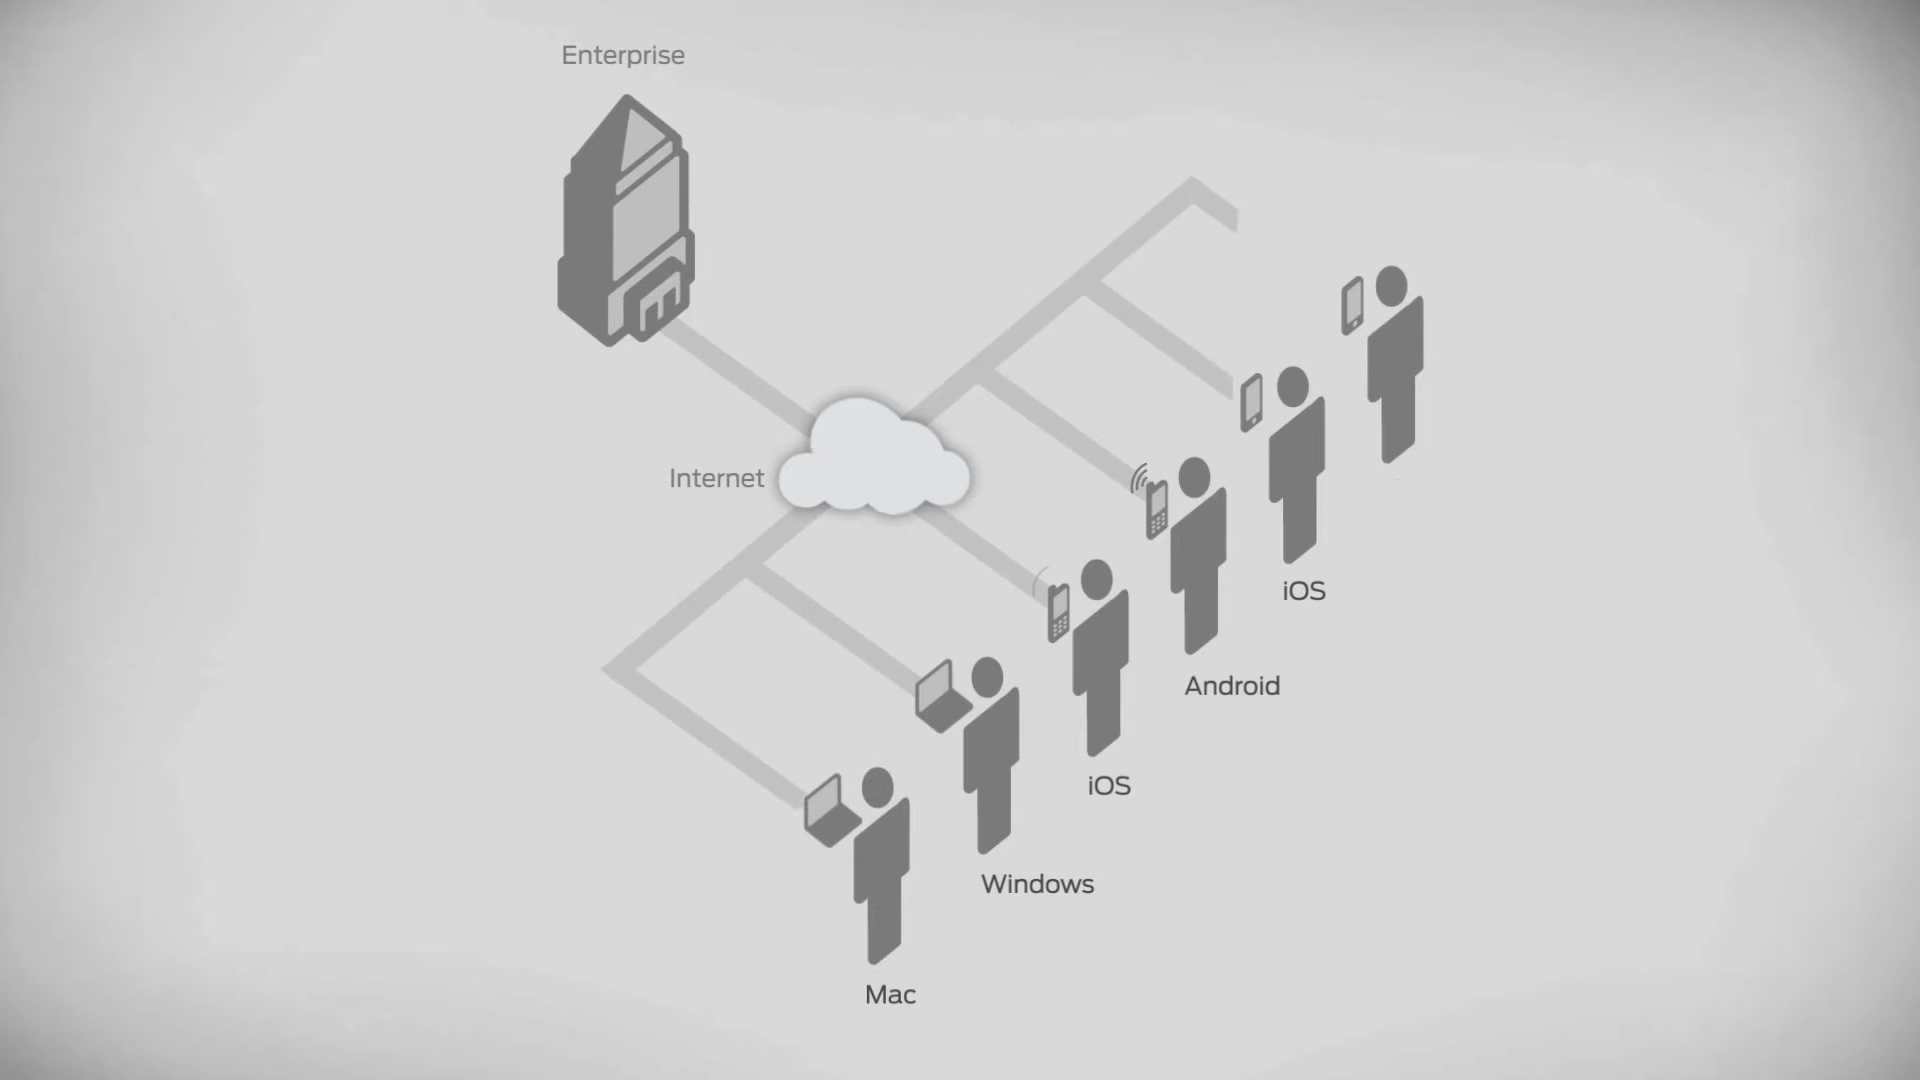 Enterprise
Internet
iOS
Android
iOS
Windows
Mac